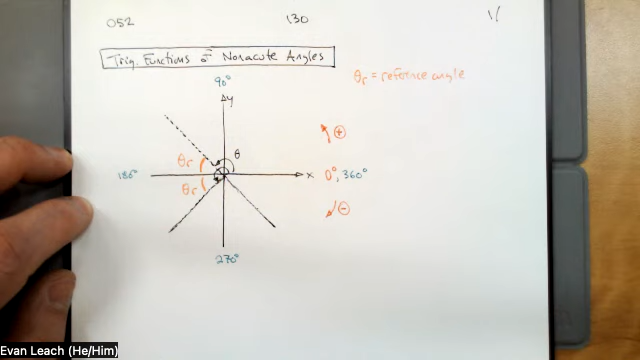 052 130 11
Trig. Functions of Nonacute Angles
θr = reference angle
90°
y
⊕
θr θ
180° x 0°, 360°
θr
⊖
270°
Evan Leach (He/Him)